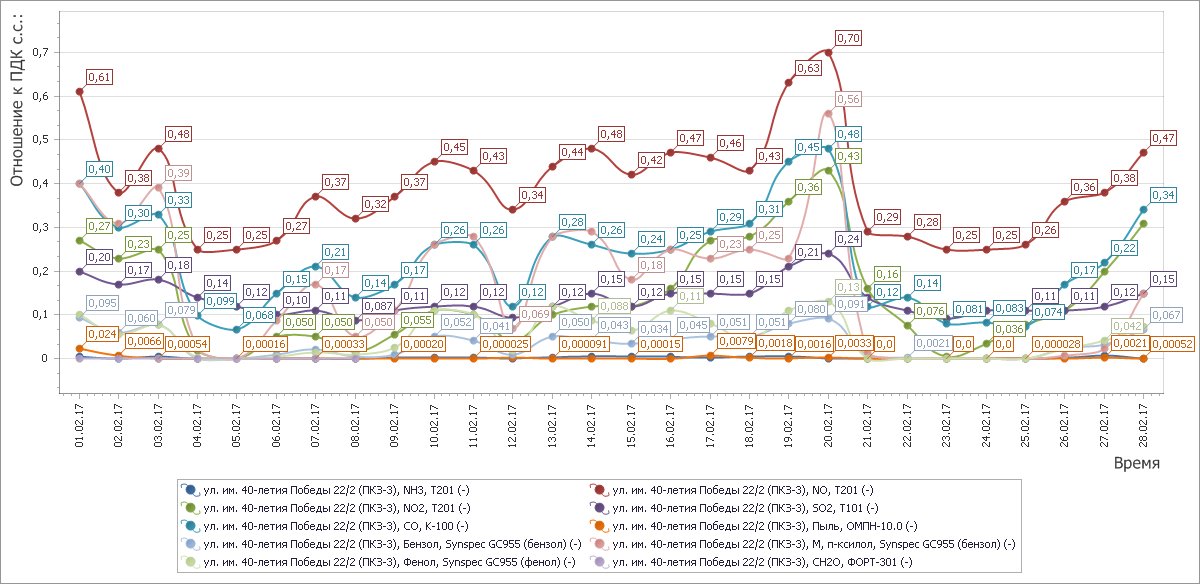 Отношение к ПДК с.с.:
0,7
0,6
0,5
0,4
0,3
0,2
0,1
0
0,61 0,38 0,48 0,25 0,25 0,27 0,37 0,32 0,37 0,45 0,43 0,34 0,44 0,48 0,42 0,47 0,46 0,43 0,63 0,70 0,29 0,28 0,25 0,25 0,26 0,36 0,38 0,47
0,40 0,30 0,33 0,099 0,068 0,15 0,21 0,14 0,17 0,26 0,26 0,12 0,28 0,26 0,24 0,25 0,29 0,31 0,45 0,48 0,12 0,14 0,081 0,083 0,074 0,17 0,22 0,34
0,27 0,23 0,25 0,050 0,050 0,055 0,36 0,43 0,16 0,076 0,036
0,20 0,17 0,18 0,14 0,12 0,10 0,11 0,087 0,11 0,12 0,12 0,12 0,15 0,12 0,15 0,15 0,15 0,21 0,24 0,11 0,11 0,15
0,39 0,17 0,050 0,069 0,18 0,23 0,25 0,56
0,095 0,060 0,079 0,052 0,041 0,050 0,043 0,034 0,045 0,051 0,051 0,080 0,091 0,0021 0,067
0,088 0,11 0,13 0,042
0,024 0,0066 0,00054 0,00016 0,00033 0,00020 0,000025 0,000091 0,00015 0,0079 0,0018 0,0016 0,0033 0,0 0,0 0,0 0,000028 0,0021 0,00052
01.02.17 02.02.17 03.02.17 04.02.17 05.02.17 06.02.17 07.02.17 08.02.17 09.02.17 10.02.17 11.02.17 12.02.17 13.02.17 14.02.17 15.02.17 16.02.17 17.02.17 18.02.17 19.02.17 20.02.17 21.02.17 22.02.17 23.02.17 24.02.17 25.02.17 26.02.17 27.02.17 28.02.17
Время
ул. им. 40-летия Победы 22/2 (ПКЗ-3), NH3, T201 (-) ул. им. 40-летия Победы 22/2 (ПКЗ-3), NO, T201 (-)
ул. им. 40-летия Победы 22/2 (ПКЗ-3), NO2, T201 (-) ул. им. 40-летия Победы 22/2 (ПКЗ-3), SO2, T101 (-)
ул. им. 40-летия Победы 22/2 (ПКЗ-3), CO, К-100 (-) ул. им. 40-летия Победы 22/2 (ПКЗ-3), Пыль, ОМПН-10.0 (-)
ул. им. 40-летия Победы 22/2 (ПКЗ-3), Бензол, Synspec GC955 (бензол) (-) ул. им. 40-летия Победы 22/2 (ПКЗ-3), М, п-ксилол, Synspec GC955 (бензол) (-)
ул. им. 40-летия Победы 22/2 (ПКЗ-3), Фенол, Synspec GC955 (фенол) (-) ул. им. 40-летия Победы 22/2 (ПКЗ-3), CH2O, ФОРТ-301 (-)